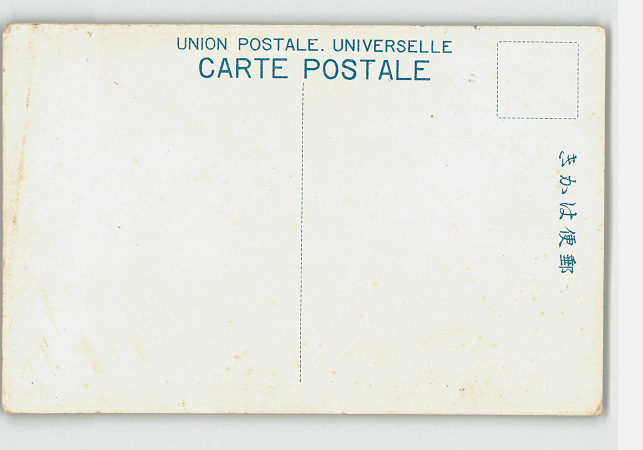 UNION POSTALE. UNIVERSELLE
CARTE POSTALE
郵便はかき